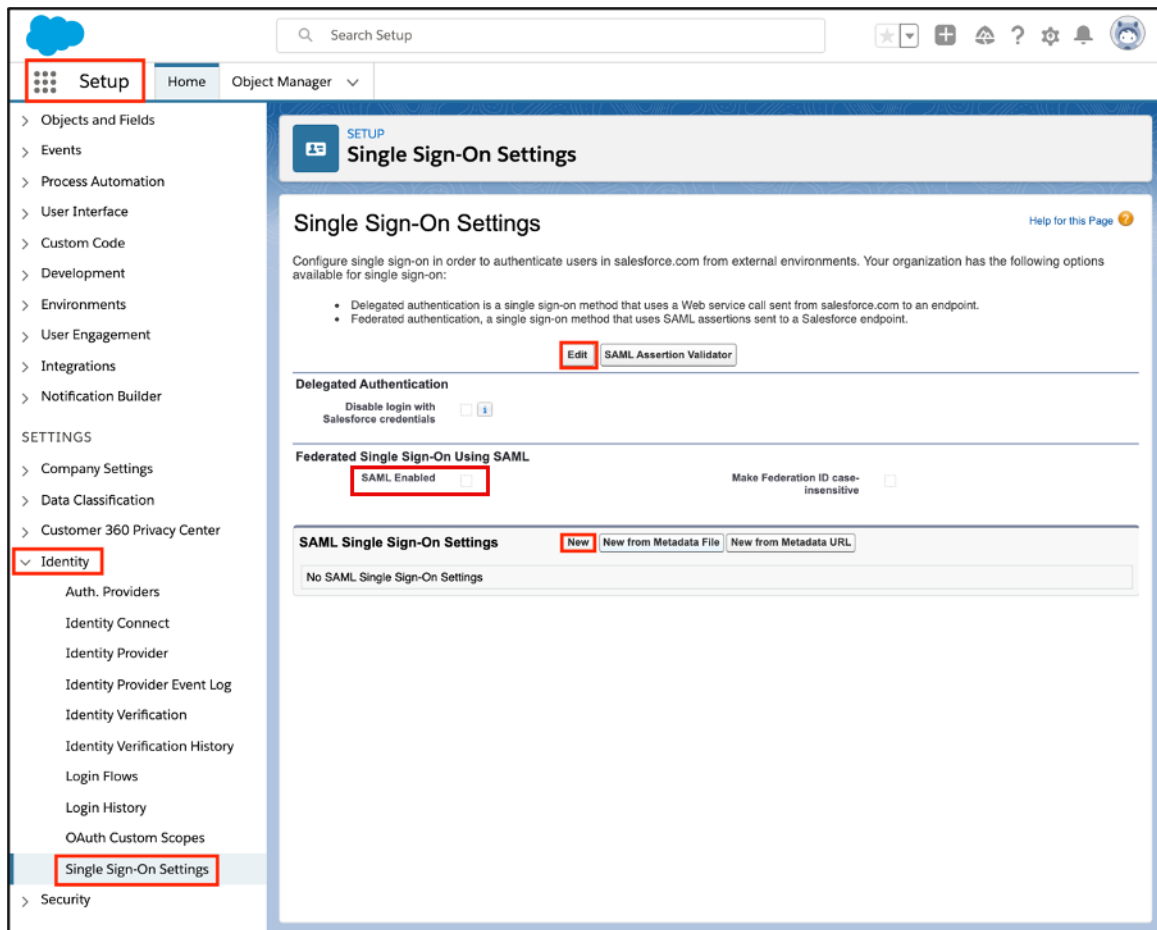 Search Setup
Setup
Home
Object Manager
Objects and Fields
Events
Process Automation
User Interface
Custom Code
Development
Environments
User Engagement
Integrations
Notification Builder
SETTINGS
Company Settings
Data Classification
Customer 360 Privacy Center
Identity
Auth. Providers
Identity Connect
Identity Provider
Identity Provider Event Log
Identity Verification
Identity Verification History
Login Flows
Login History
OAuth Custom Scopes
Single Sign-On Settings
Security
SETUP
Single Sign-On Settings
Single Sign-On Settings
Help for this Page
Configure single sign-on in order to authenticate users in salesforce.com from external environments. Your organization has the following options
available for single sign-on:
• Delegated authentication is a single sign-on method that uses a Web service call sent from salesforce.com to an endpoint.
• Federated authentication, a single sign-on method that uses SAML assertions sent to a Salesforce endpoint.
Edit SAML Assertion Validator
Delegated Authentication
Disable login with
Salesforce credentials
Federated Single Sign-On Using SAML
SAML Enabled
Make Federation ID case-
insensitive
SAML Single Sign-On Settings New New from Metadata File New from Metadata URL
No SAML Single Sign-On Settings